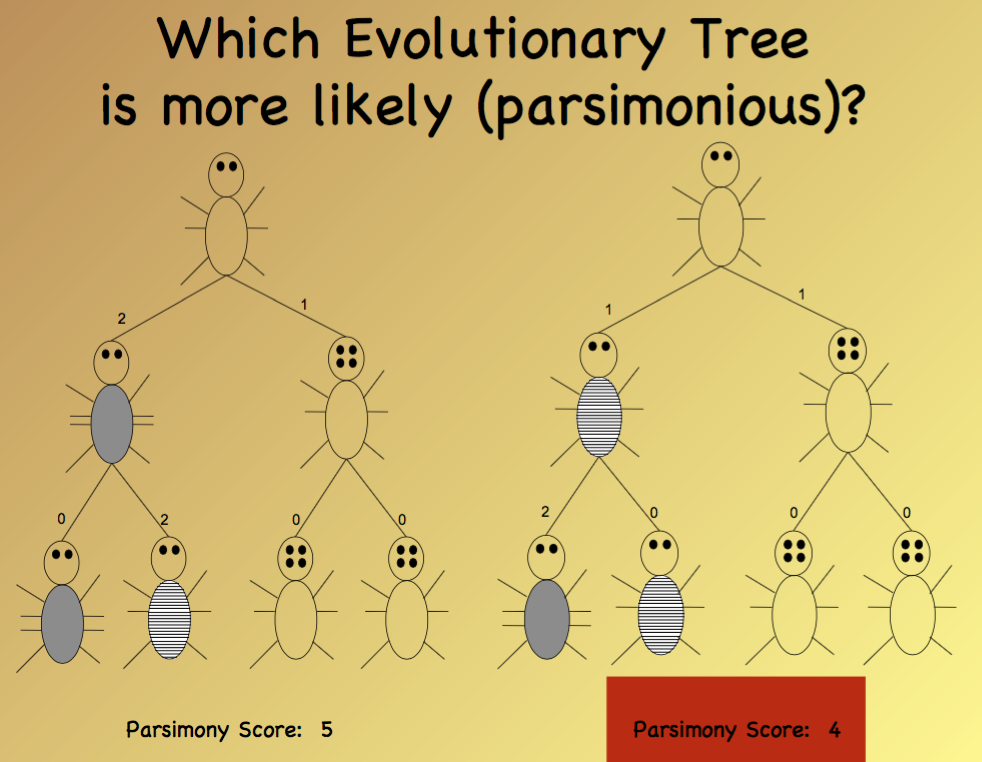 Which Evolutionary Tree
is more likely (parsimonious)?
2 1
1 1
0 2 0 0
2 0 0 0
Parsimony Score: 5
Parsimony Score: 4